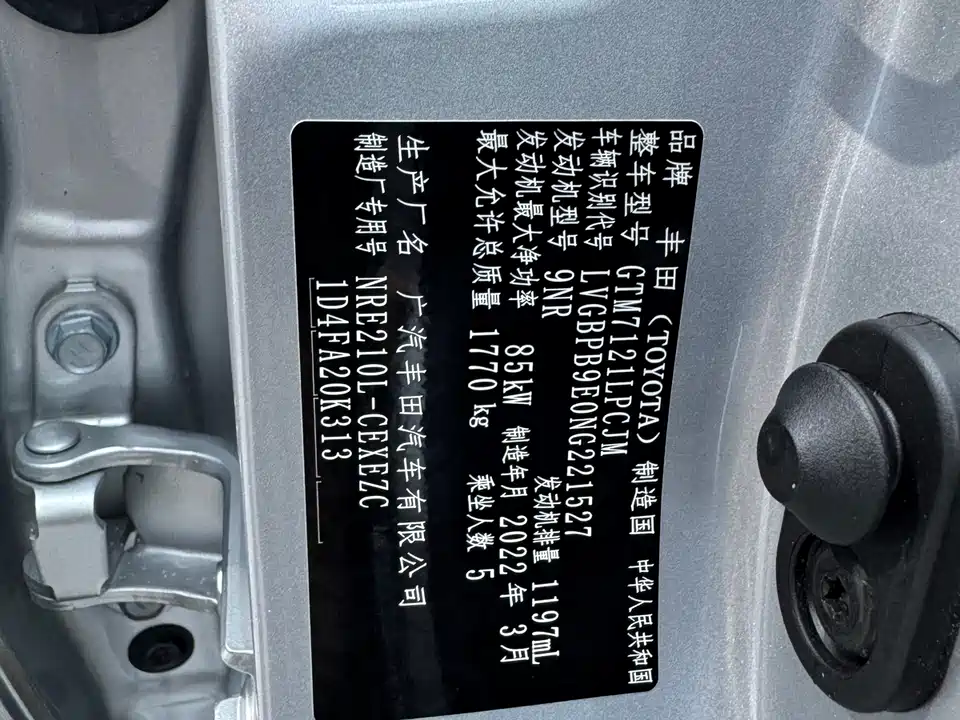 品牌 丰田（TOYOTA） 制造国 中华人民共和国
整车型号 GTM7121LPCJM
车辆识别代号 LVGBPB9E0NG221527
发动机型号 9NR 发动机排量 1197mL
发动机最大净功率 85kW 制造年月 2022年 3月
最大允许总质量 1770kg 乘坐人数 5
生产厂名 广汽丰田汽车有限公司
制造厂专用号 NRE210L-CEXEZC
1D4FA20K313